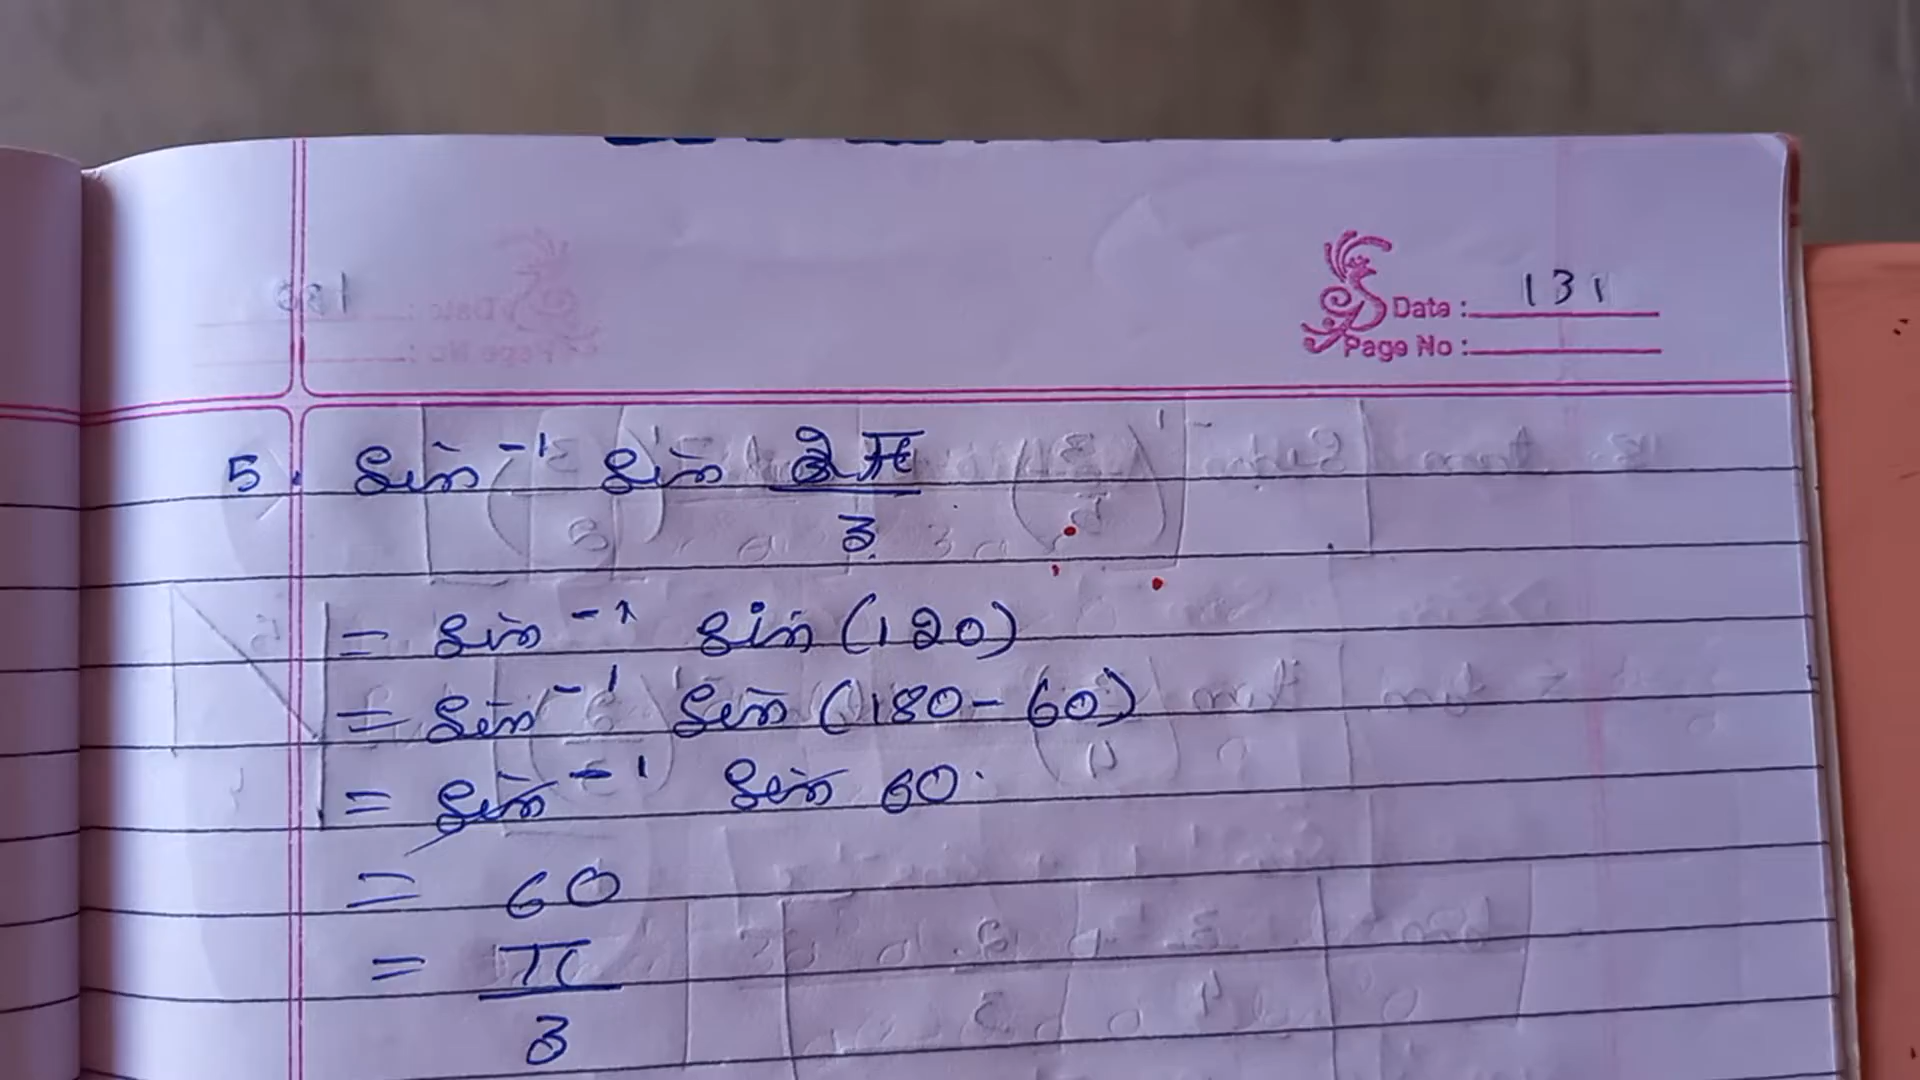 131
Date :
Page No :
5. sin⁻¹ sin 2π
3
= sin⁻¹ sin (120)
= sin⁻¹ sin (180-60)
= sin⁻¹ sin 60.
= 60
= π
3